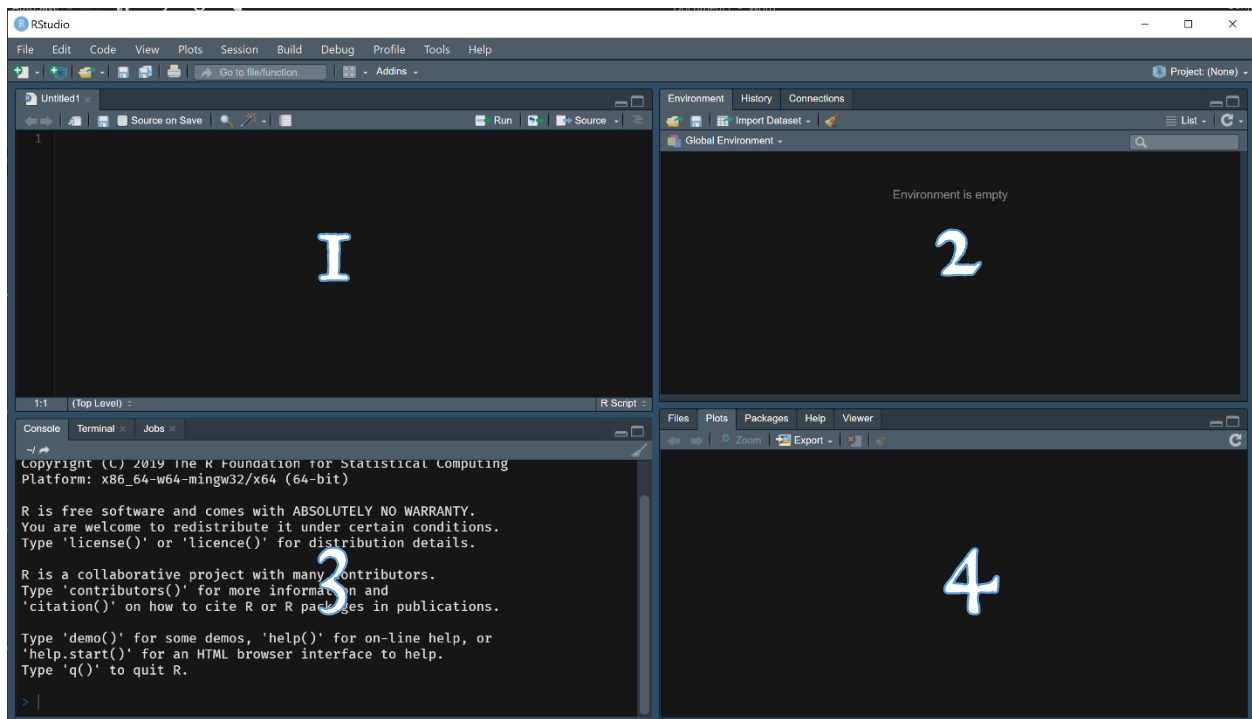 RStudio
File Edit Code View Plots Session Build Debug Profile Tools Help
Go to file/function Addins Project: (None)
Untitled1
Source on Save Run Source
1
1
1:1 (Top Level) R Script
Environment History Connections
Import Dataset List
Global Environment
Environment is empty
2
Console Terminal Jobs
~/
Copyright (C) 2019 The R Foundation for Statistical Computing
Platform: x86_64-w64-mingw32/x64 (64-bit)
R is free software and comes with ABSOLUTELY NO WARRANTY.
You are welcome to redistribute it under certain conditions.
Type 'license()' or 'licence()' for distribution details.
R is a collaborative project with many contributors.
Type 'contributors()' for more information and
'citation()' on how to cite R or R packages in publications.
Type 'demo()' for some demos, 'help()' for on-line help, or
'help.start()' for an HTML browser interface to help.
Type 'q()' to quit R.
>
3
Files Plots Packages Help Viewer
Zoom Export
4